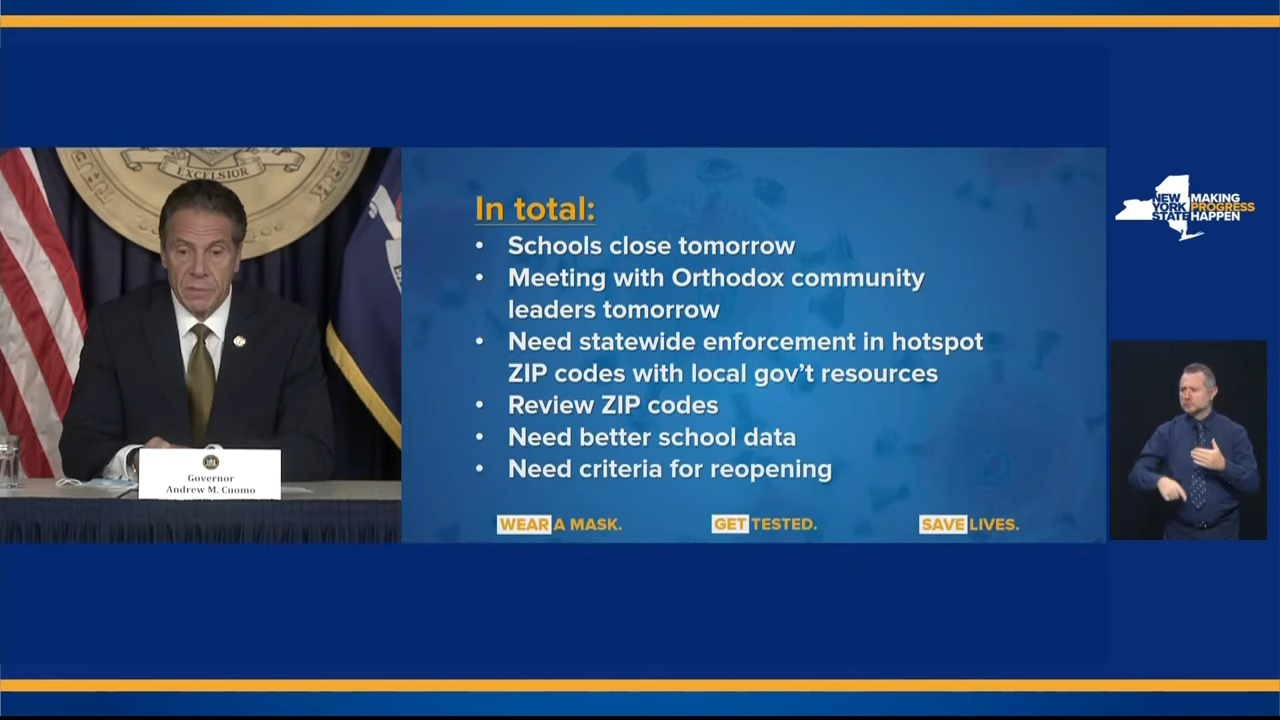 EXCELSIOR
In total:
• Schools close tomorrow
• Meeting with Orthodox community
leaders tomorrow
• Need statewide enforcement in hotspot
ZIP codes with local gov’t resources
• Review ZIP codes
• Need better school data
• Need criteria for reopening
WEAR A MASK. GET TESTED. SAVE LIVES.
Governor
Andrew M. Cuomo
NEW YORK STATE
MAKING
PROGRESS
HAPPEN